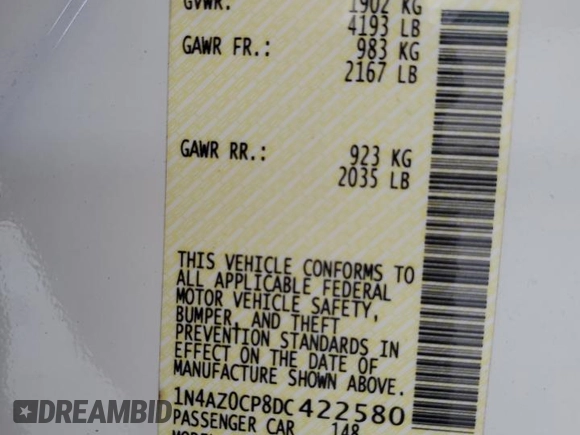 GVWR: 1902 KG
4193 LB
GAWR FR.: 983 KG
2167 LB
GAWR RR.: 923 KG
2035 LB
THIS VEHICLE CONFORMS TO
ALL APPLICABLE FEDERAL
MOTOR VEHICLE SAFETY,
BUMPER, AND THEFT
PREVENTION STANDARDS IN
EFFECT ON THE DATE OF
MANUFACTURE SHOWN ABOVE.
1N4AZ0CP8DC422580
PASSENGER CAR 148
DREAMBID